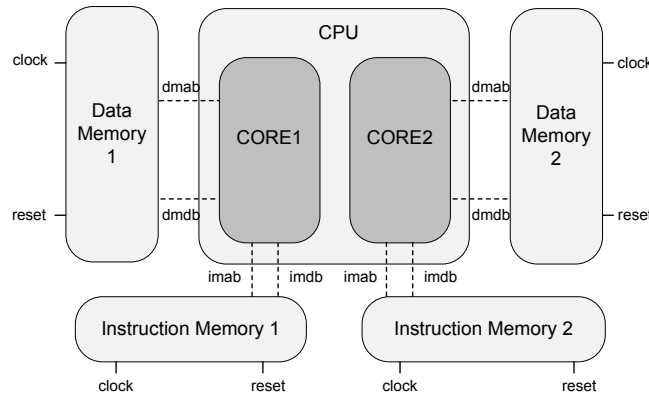 CPU
clock
clock
dmab
dmab
Data
Memory
1
CORE1
CORE2
Data
Memory
2
reset
dmdb
dmdb
reset
imab
imdb
imab
imdb
Instruction Memory 1
Instruction Memory 2
clock
reset
clock
reset